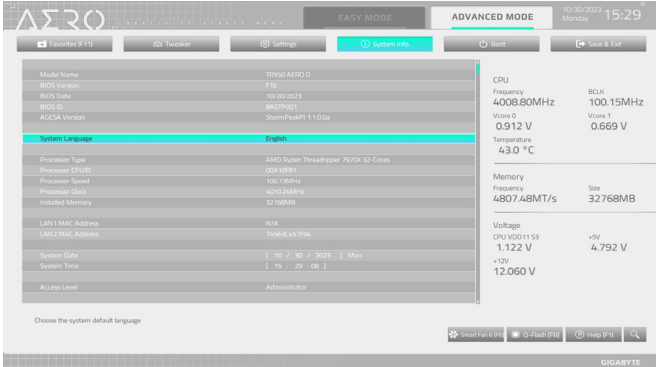 AERO
EASY MODE
ADVANCED MODE
10/30/2023
Monday
15:29
Favorites (F11)
Tweaker
Settings
System Info.
Boot
Save & Exit
Model Name TRX50 AERO D
BIOS Version
BIOS Date 10/20/2023
BIOS ID 8ASTP001
AGESA Version StormPeakPI 1.1.0.0a
System Language English
Processor Type AMD Ryzen Threadripper 7970X 32-Cores
Processor CPUID 00A10F81
Processor Speed 100.13MHz
Processor Clock 4010.24MHz
Installed Memory 32768MB
LAN1 MAC Address N/A
LAN2 MAC Address
System Date [ 10 / 30 / 2023 ] Mon
System Time [ 15 : 29 : 08 ]
Access Level Administrator
CPU
Frequency BCLK
4008.80MHz 100.15MHz
Vcore 0 Vcore 1
0.912 V 0.669 V
Temperature
43.0 °C
Memory
Frequency Size
4807.48MT/s 32768MB
Voltage
CPU VDD11 S3 +5V
1.122 V 4.792 V
+12V
12.060 V
Choose the system default language
Smart Fan 6 [F6]
Q-Flash [F8]
Help (F1)
GIGABYTE